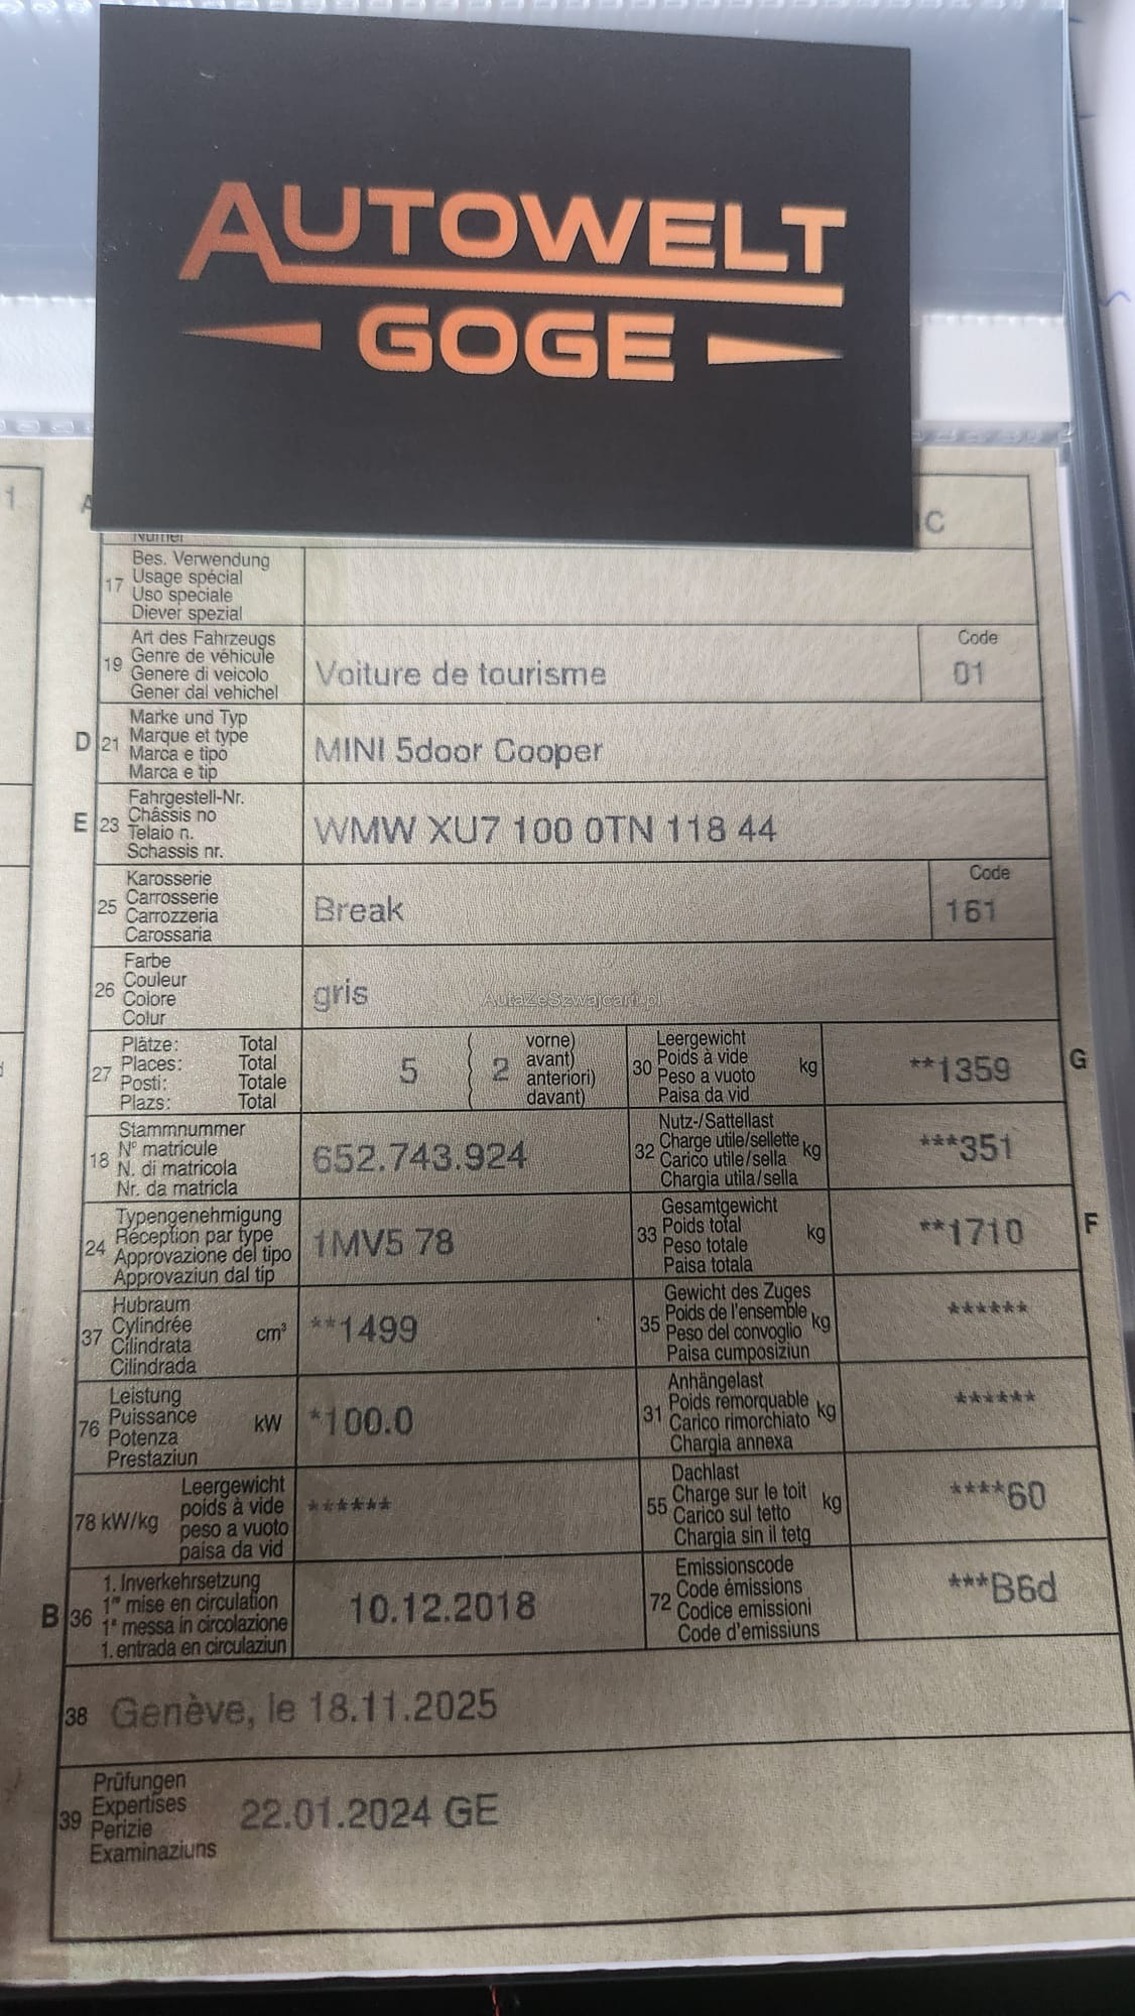 AUTOWELT
GOGE
1
A
C
Numer
17
Bes. Verwendung
Usage spécial
Uso speciale
Diever spezial
19
Art des Fahrzeugs
Genre de véhicule
Genere di veicolo
Gener dal vehichel
Voiture de tourisme
Code
01
D 21
Marke und Typ
Marque et type
Marca e tipo
Marca e tip
MINI 5door Cooper
E 23
Fahrgestell-Nr.
Châssis no
Telaio n.
Schassis nr.
WMW XU7 100 0TN 118 44
25
Karosserie
Carrosserie
Carrozzeria
Carossaria
Break
Code
161
26
Farbe
Couleur
Colore
Colur
gris
AutaZeSzwajcarii.pl
27
Plätze: Total
Places: Total
Posti: Totale
Plazs: Total
5 ( 2
vorne)
avant)
anteriori)
davant)
30
Leergewicht
Poids à vide
Peso a vuoto
Paisa da vid
kg
**1359
G
18
Stammnummer
N° matricule
N. di matricola
Nr. da matricla
652.743.924
32
Nutz-/Sattellast
Charge utile/sellette
Carico utile/sella
Chargia utila/sella
kg
***351
24
Typengenehmigung
Réception par type
Approvazione del tipo
Approvaziun dal tip
1MV5 78
33
Gesamtgewicht
Poids total
Peso totale
Paisa totala
kg
**1710
F
37
Hubraum
Cylindrée
Cilindrata
Cilindrada
cm³
**1499
35
Gewicht des Zuges
Poids de l'ensemble
Peso del convoglio
Paisa cumposiziun
kg
******
76
Leistung
Puissance
Potenza
Prestaziun
kW
*100.0
31
Anhängelast
Poids remorquable
Carico rimorchiato
Chargia annexa
kg
******
78 kW/kg
Leergewicht
poids à vide
peso a vuoto
paisa da vid
******
55
Dachlast
Charge sur le toit
Carico sul tetto
Chargia sin il tetg
kg
****60
B 36
1. Inverkehrsetzung
1re mise en circulation
1a messa in circolazione
1. entrada en circulaziun
10.12.2018
72
Emissionscode
Code émissions
Codice emissioni
Code d'emissiuns
***B6d
38
Genève, le 18.11.2025
39
Prüfungen
Expertises
Perizie
Examinaziuns
22.01.2024 GE